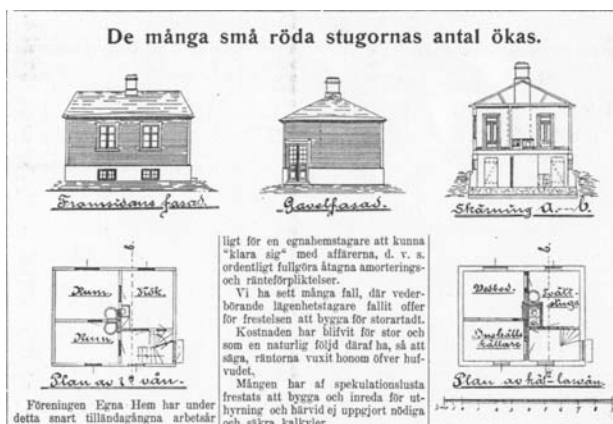 De många små röda stugornas antal ökas.
Framsidans fasad.
Gavelfasad.
Skärning A.-b.
b.
Rum.
Kök.
Rum.
Plan av 1ª vån.
Föreningen Egna Hem har under
detta snart tilländagångna arbetsår
ligt för en egnahemstagare att kunna
"klara sig" med affärerna, d. v. s.
ordentligt fullgöra åtagna amorterings-
och ränteförpliktelser.
Vi ha sett många fall, där veder-
börande lägenhetstagare fallit offer
för frestelsen att bygga för storartadt.
Kostnaden har blifvit för stor och
som en naturlig följd däraf ha, så att
säga, räntorna vuxit honom öfver huf-
vudet.
Mången har af spekulationslusta
frestats att bygga och inreda för ut-
hyrning och härvid ej uppgjort nödiga
och säkra kalkyler.
b.
Vedbod.
Tvätt-
stuga
källare
Plan av källarvån.